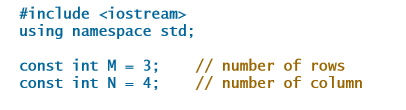 #include <iostream>
using namespace std;
const int M = 3;    // number of rows
const int N = 4;    // number of column